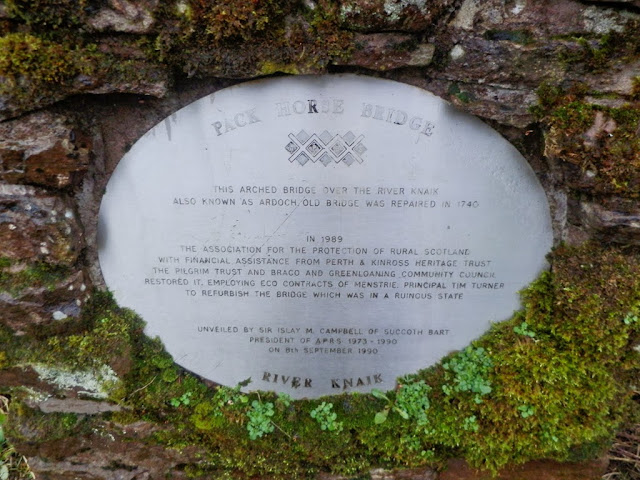 PACK HORSE BRIDGE
THIS ARCHED BRIDGE OVER THE RIVER KNAIK
ALSO KNOWN AS ARDOCH OLD BRIDGE WAS REPAIRED IN 1740
IN 1989
THE ASSOCIATION FOR THE PROTECTION OF RURAL SCOTLAND
WITH FINANCIAL ASSISTANCE FROM PERTH & KINROSS HERITAGE TRUST
THE PILGRIM TRUST AND BRACO AND GREENLOANING COMMUNITY COUNCIL
RESTORED IT, EMPLOYING ECO CONTRACTS OF MENSTRIE, PRINCIPAL TIM TURNER
TO REFURBISH THE BRIDGE WHICH WAS IN A RUINOUS STATE
UNVEILED BY SIR ISLAY M. CAMPBELL OF SUCCOTH BART
PRESIDENT OF A.P.R.S 1973 - 1990
ON 8TH SEPTEMBER 1990
RIVER KNAIK